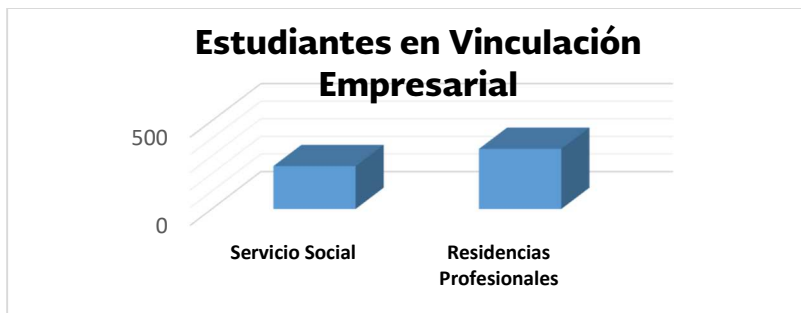 Estudiantes en Vinculación
Empresarial
500
0
Servicio Social
Residencias
Profesionales